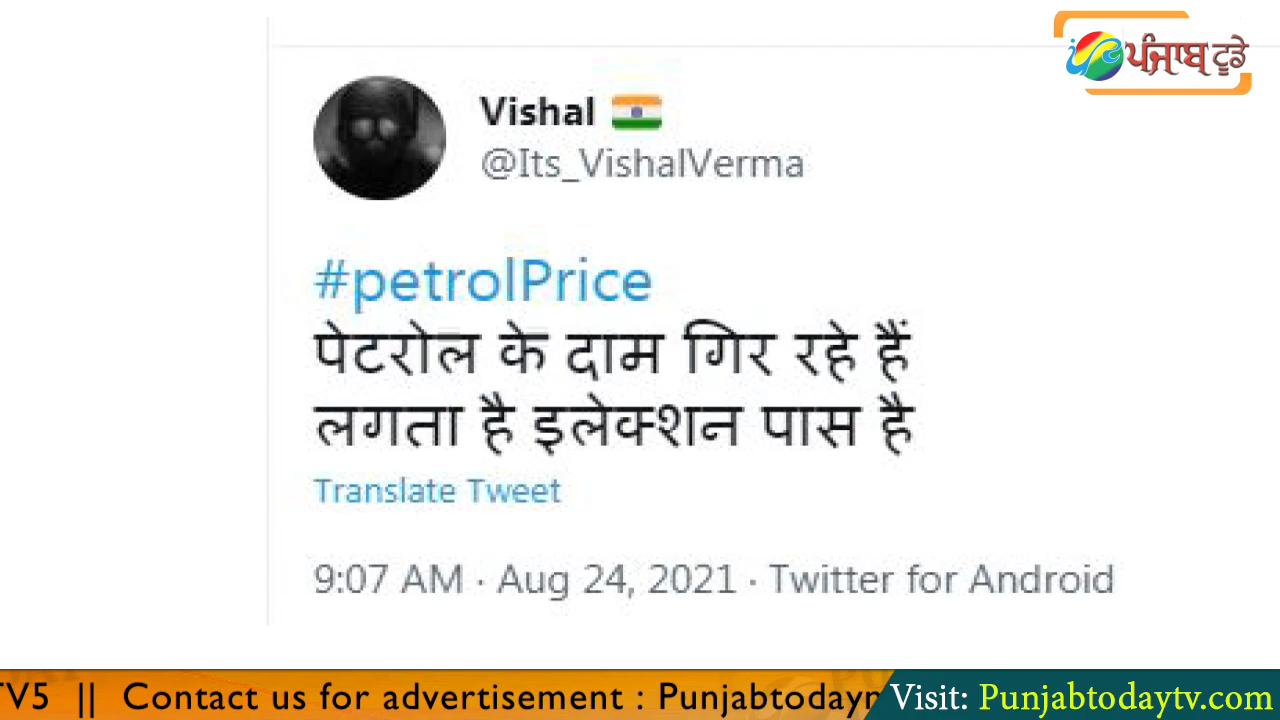 ਪੰਜਾਬ ਟੂਡੇ
Vishal
@Its_VishalVerma
#petrolPrice
पेटरोल के दाम गिर रहे हैं
लगता है इलेक्शन पास है
Translate Tweet
9:07 AM · Aug 24, 2021 · Twitter for Android
TV5 || Contact us for advertisement : Punjabtodayn
Visit: Punjabtodaytv.com